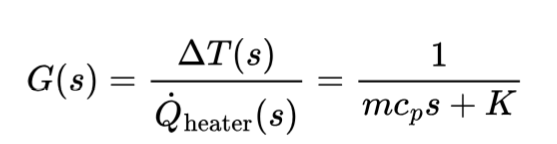 G(s) = ΔT(s) / Q̇_heater(s) = 1 / (mc_p s + K)